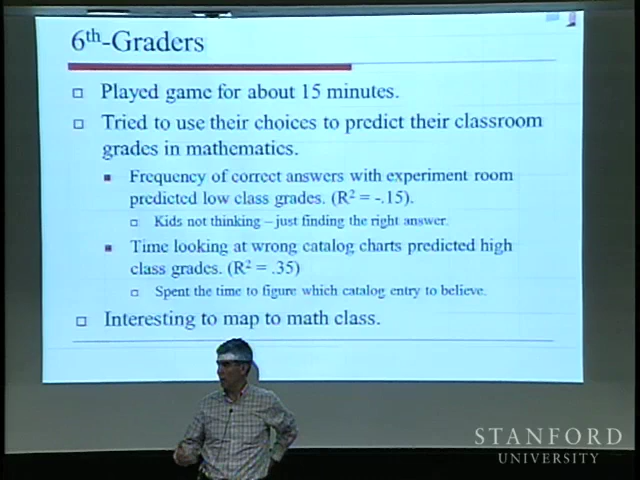 6th-Graders
Played game for about 15 minutes.
Tried to use their choices to predict their classroom
grades in mathematics.
Frequency of correct answers with experiment room
predicted low class grades. (R² = -.15).
Kids not thinking – just finding the right answer.
Time looking at wrong catalog charts predicted high
class grades. (R² = .35)
Spent the time to figure which catalog entry to believe.
Interesting to map to math class.
STANFORD
UNIVERSITY